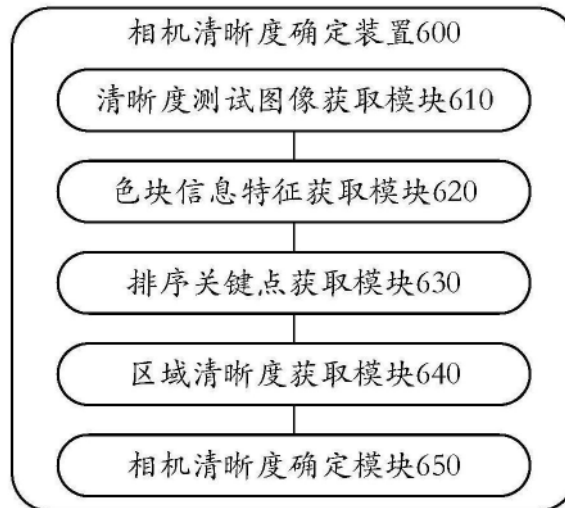 相机清晰度确定装置600
清晰度测试图像获取模块610
色块信息特征获取模块620
排序关键点获取模块630
区域清晰度获取模块640
相机清晰度确定模块650